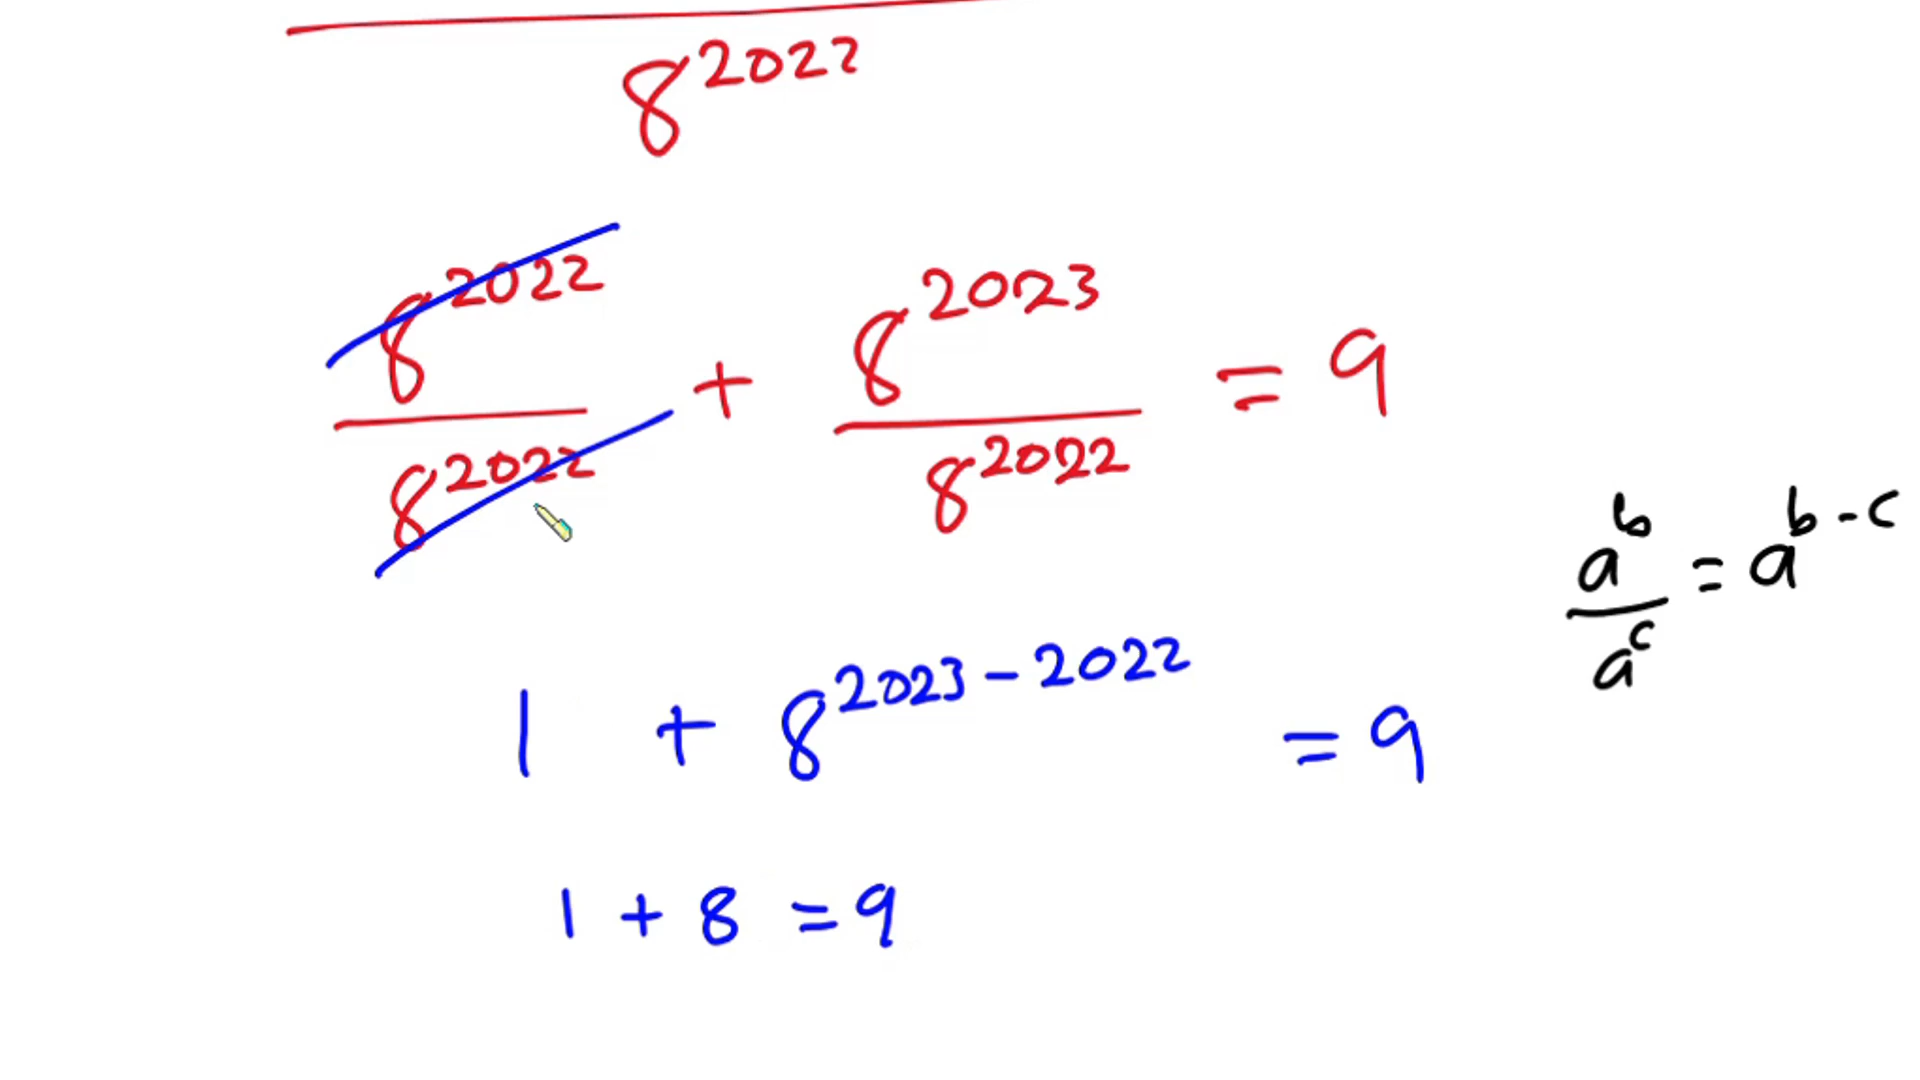 8^2022
8^2022/8^2022 + 8^2023/8^2022 = 9
a^b/a^c = a^b-c
1 + 8^2023-2022 = 9
1 + 8 = 9